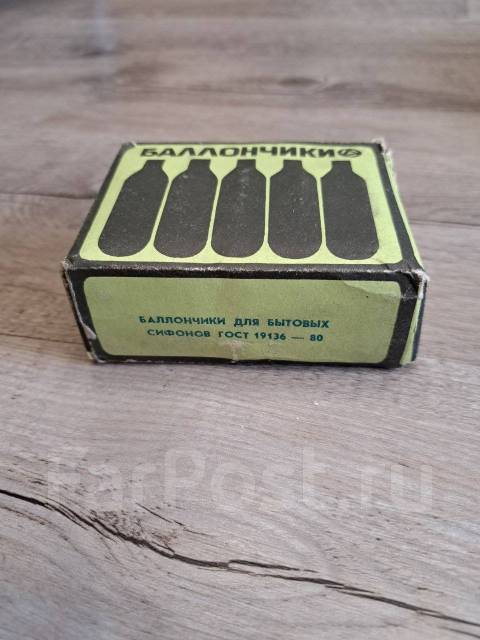 БАЛЛОНЧИКИ
БАЛЛОНЧИКИ ДЛЯ БЫТОВЫХ
СИФОНОВ ГОСТ 19136 — 80
FarPost.ru